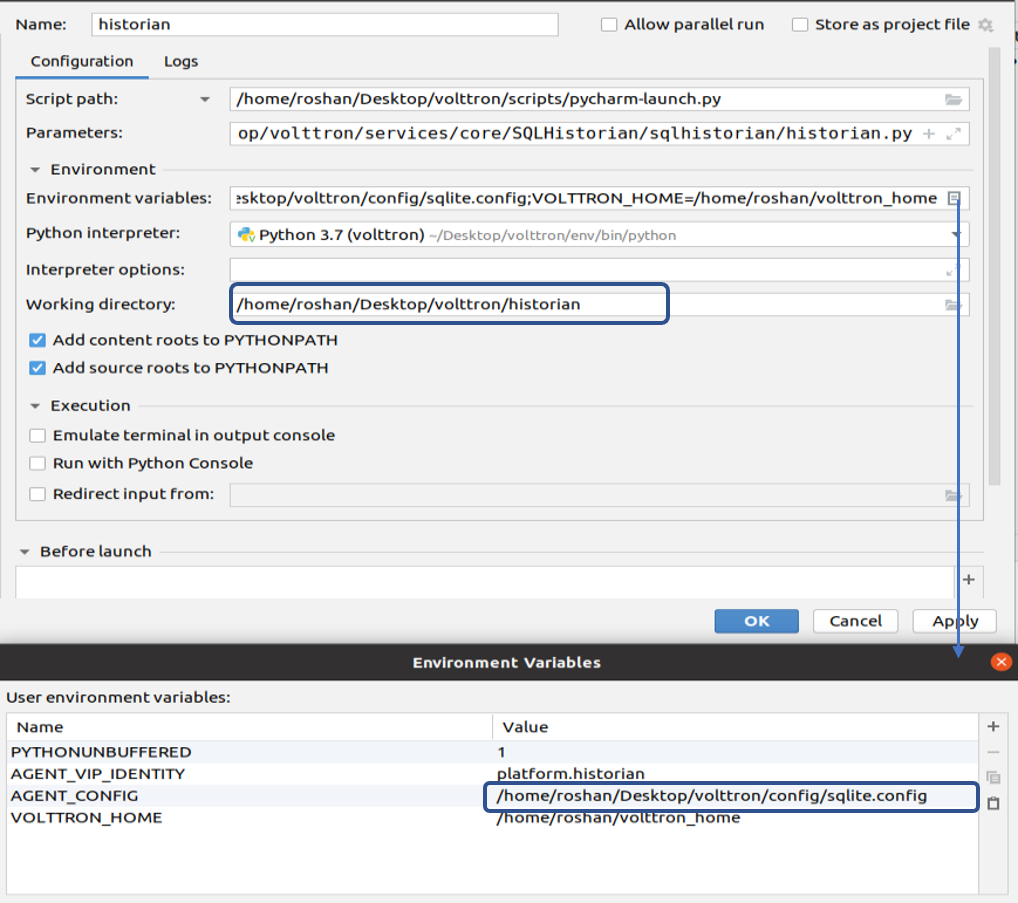 Name: historian Allow parallel run Store as project file
Configuration Logs
Script path: /home/roshan/Desktop/volttron/scripts/pycharm-launch.py
Parameters: op/volttron/services/core/SQLHistorian/sqlhistorian/historian.py
Environment
Environment variables: esktop/volttron/config/sqlite.config;VOLTTRON_HOME=/home/roshan/volttron_home
Python interpreter: Python 3.7 (volttron) ~/Desktop/volttron/env/bin/python
Interpreter options:
Working directory: /home/roshan/Desktop/volttron/historian
Add content roots to PYTHONPATH
Add source roots to PYTHONPATH
Execution
Emulate terminal in output console
Run with Python Console
Redirect input from:
Before launch
OK Cancel Apply
Environment Variables
User environment variables:
Name Value
PYTHONUNBUFFERED 1
AGENT_VIP_IDENTITY platform.historian
AGENT_CONFIG /home/roshan/Desktop/volttron/config/sqlite.config
VOLTTRON_HOME /home/roshan/volttron_home